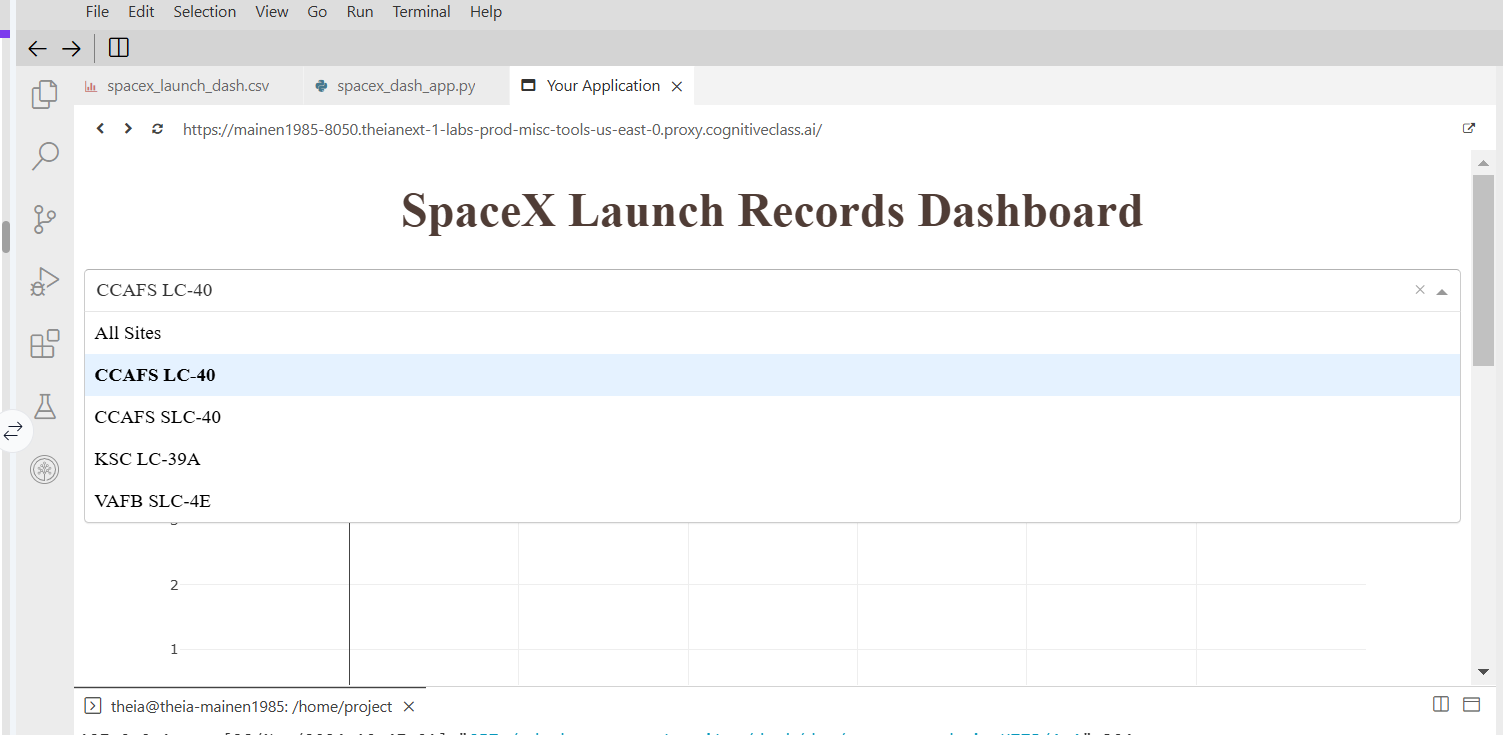 File Edit Selection View Go Run Terminal Help
spacex_launch_dash.csv spacex_dash_app.py Your Application
https://mainen1985-8050.theianext-1-labs-prod-misc-tools-us-east-0.proxy.cognitiveclass.ai/
SpaceX Launch Records Dashboard
CCAFS LC-40
All Sites
CCAFS LC-40
CCAFS SLC-40
KSC LC-39A
VAFB SLC-4E
2
1
theia@theia-mainen1985: /home/project